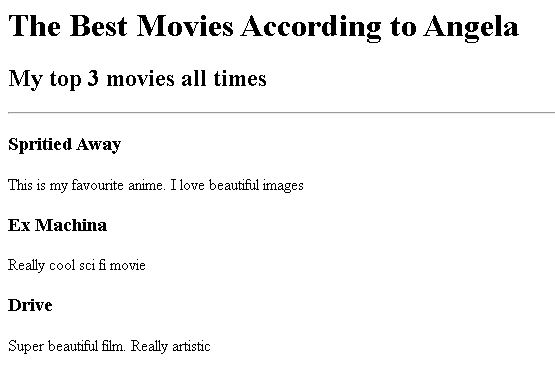 The Best Movies According to Angela
My top 3 movies all times
Spritied Away
This is my favourite anime. I love beautiful images
Ex Machina
Really cool sci fi movie
Drive
Super beautiful film. Really artistic